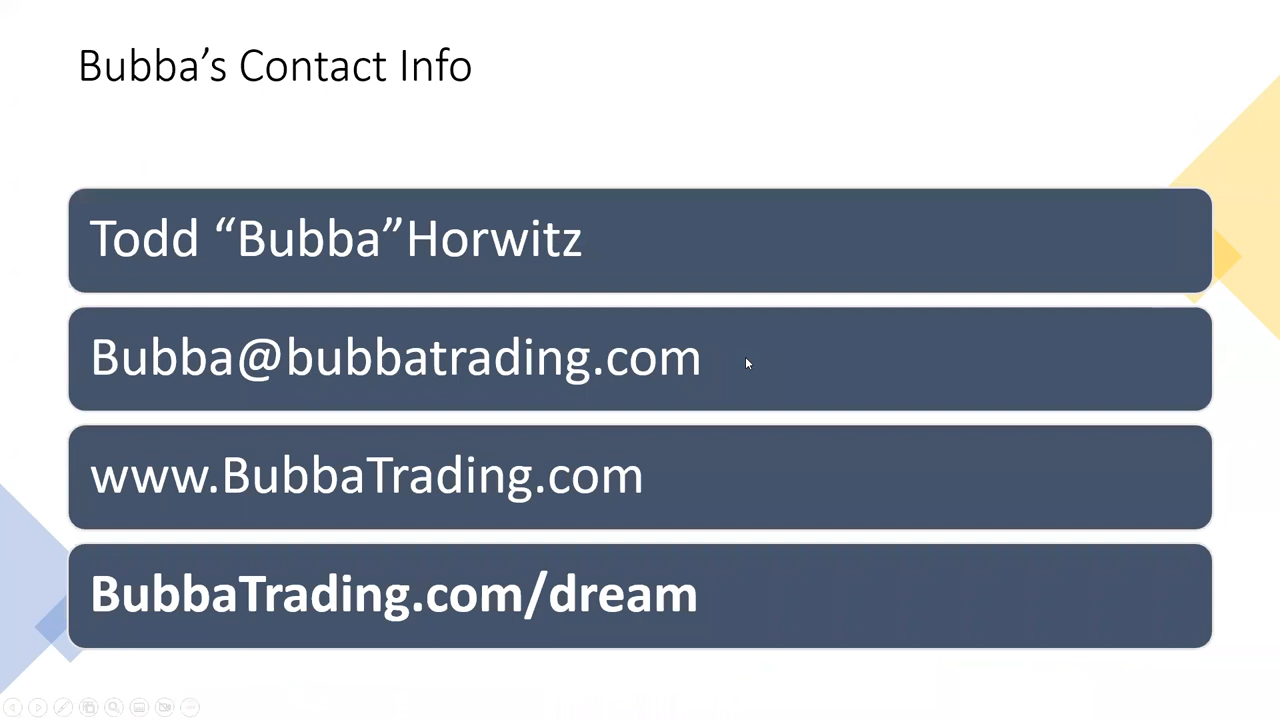 Bubba’s Contact Info
Todd “Bubba”Horwitz
Bubba@bubbatrading.com
www.BubbaTrading.com
BubbaTrading.com/dream